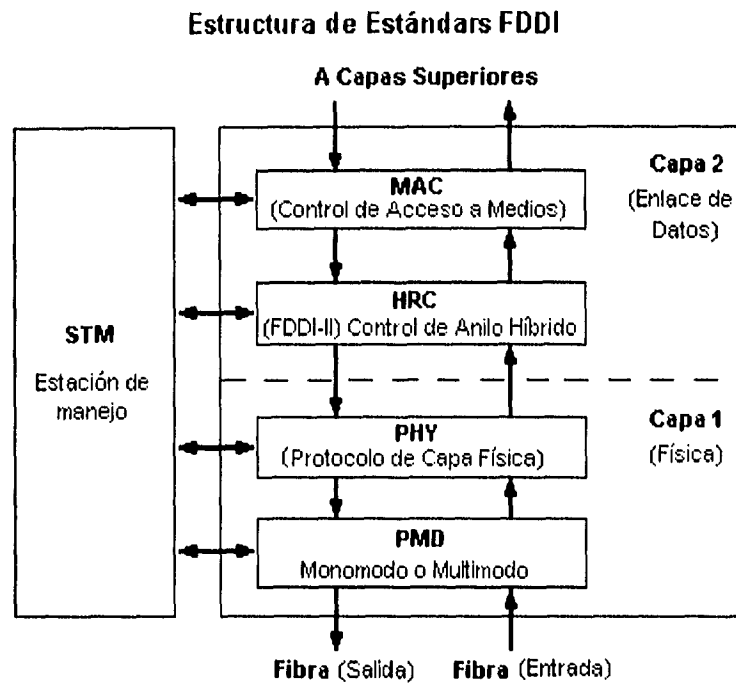 Estructura de Estándars FDDI
A Capas Superiores
MAC
(Control de Acceso a Medios)
Capa 2
(Enlace de
Datos)
HRC
(FDDI-II) Control de Anilo Híbrido
STM
Estación de
manejo
PHY
(Protocolo de Capa Física)
Capa 1
(Física)
PMD
Monomodo o Multimodo
Fibra (Salida) Fibra (Entrada)